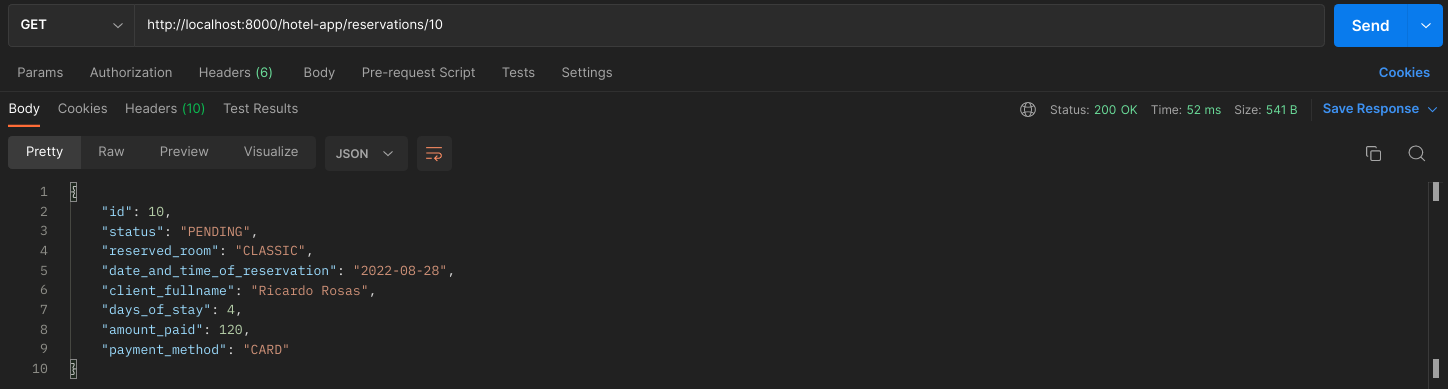 GET http://localhost:8000/hotel-app/reservations/10 Send
Params Authorization Headers (6) Body Pre-request Script Tests Settings Cookies
Body Cookies Headers (10) Test Results Status: 200 OK Time: 52 ms Size: 541 B Save Response
Pretty Raw Preview Visualize JSON
1 {
2 "id": 10,
3 "status": "PENDING",
4 "reserved_room": "CLASSIC",
5 "date_and_time_of_reservation": "2022-08-28",
6 "client_fullname": "Ricardo Rosas",
7 "days_of_stay": 4,
8 "amount_paid": 120,
9 "payment_method": "CARD"
10 }